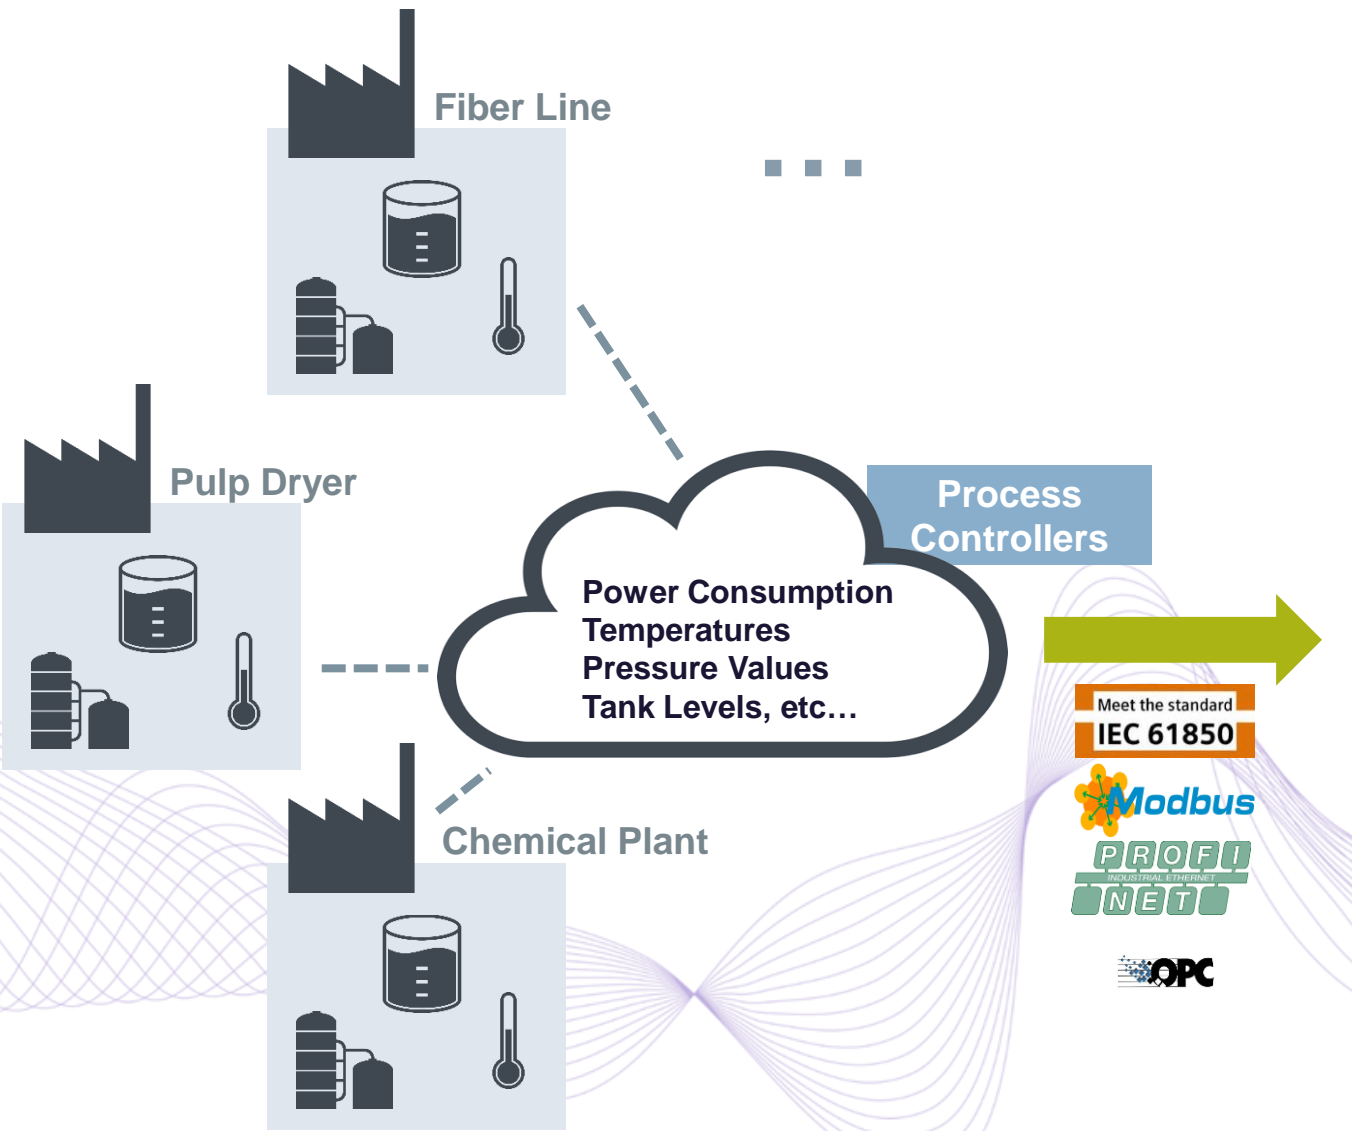 Fiber Line
Pulp Dryer
Process
Controllers
Power Consumption
Temperatures
Pressure Values
Tank Levels, etc...
Chemical Plant
Meet the standard
IEC 61850
Modbus
PROFI
INDUSTRIAL ETHERNET
NET
OPC